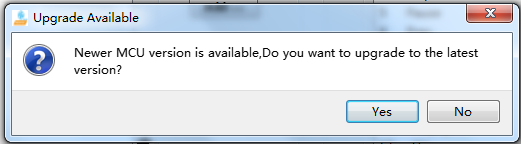 Upgrade Available
Newer MCU version is available,Do you want to upgrade to the latest
version?
Yes
No